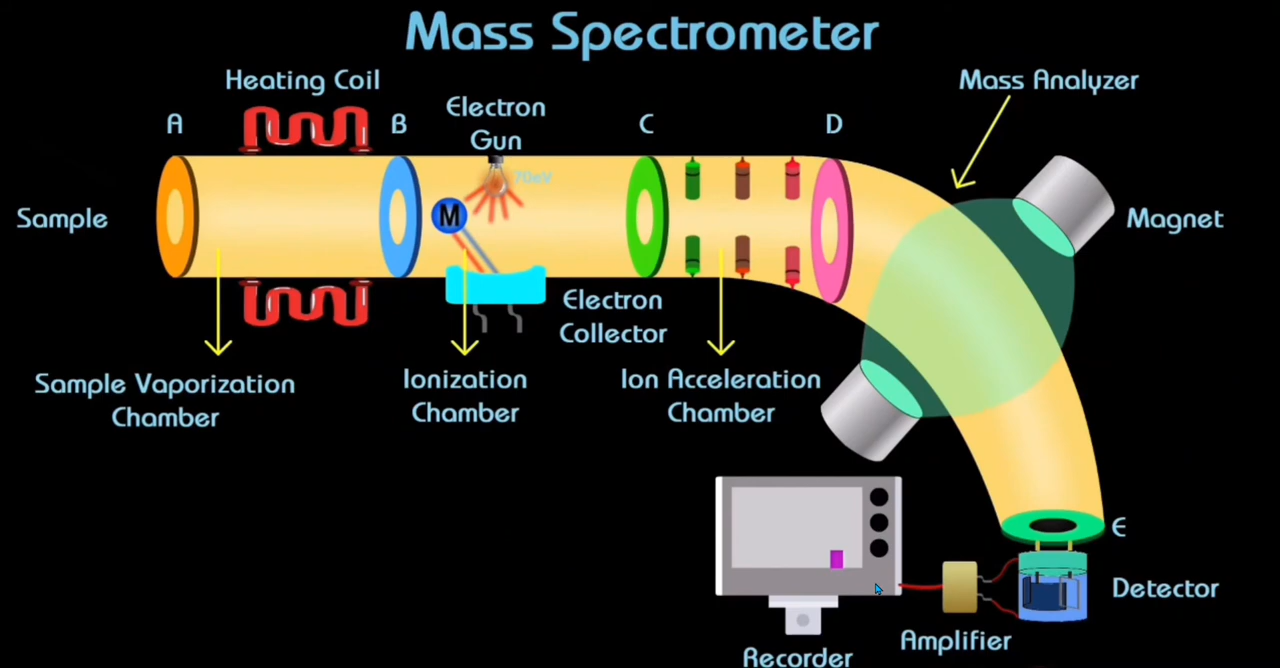 Mass Spectrometer
Heating Coil
Mass Analyzer
Electron
Gun
A
B
C
D
70eV
M
Sample
Magnet
Electron
Collector
Sample Vaporization
Chamber
Ionization
Chamber
Ion Acceleration
Chamber
E
Detector
Amplifier
Recorder